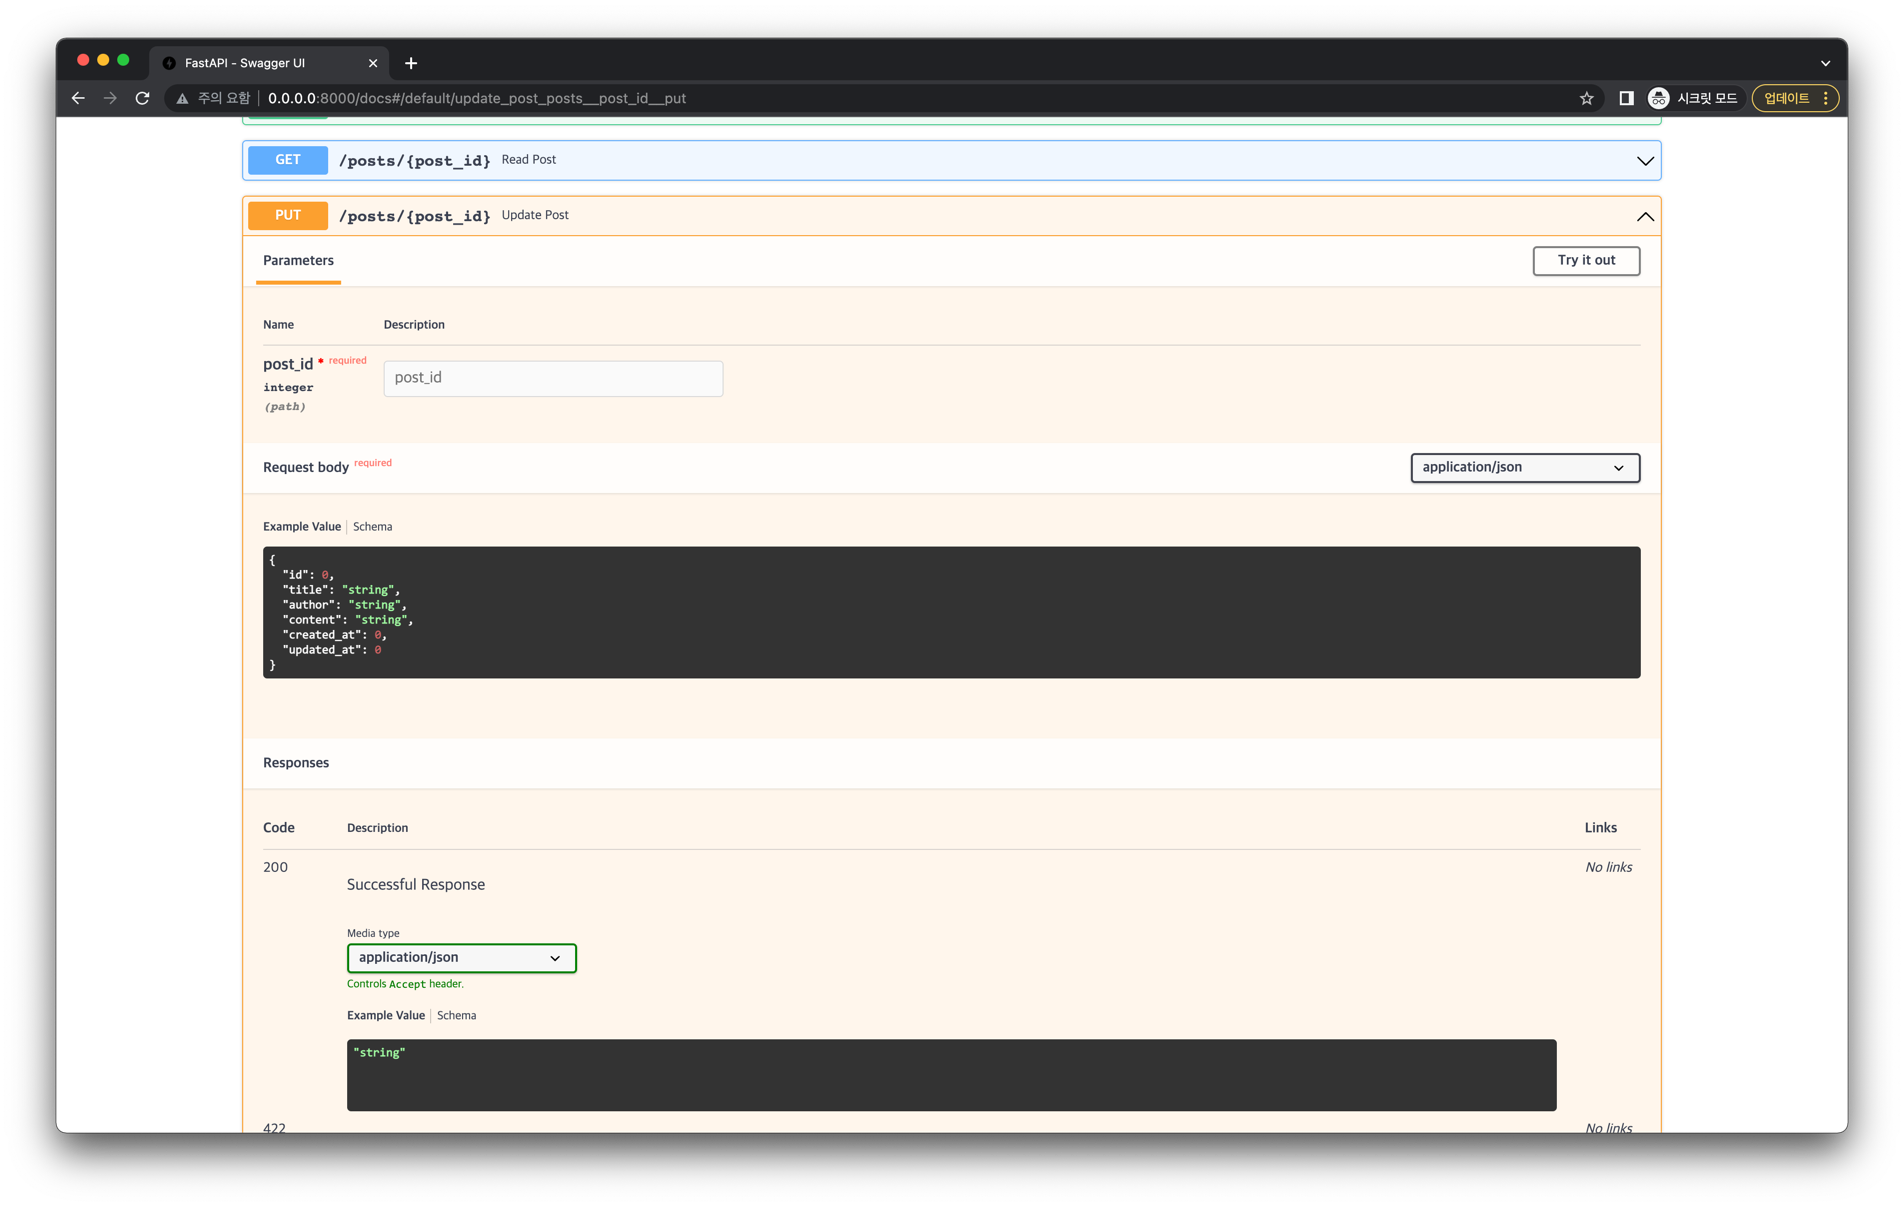 FastAPI - Swagger UI
주의 요함 0.0.0.0:8000/docs#/default/update_post_posts__post_id__put 시크릿 모드 업데이트
GET /posts/{post_id} Read Post
PUT /posts/{post_id} Update Post
Parameters Try it out
Name Description
post_id * required post_id
integer
(path)
Request body required application/json
Example Value Schema
{
"id": 0,
"title": "string",
"author": "string",
"content": "string",
"created_at": 0,
"updated_at": 0
}
Responses
Code Description Links
200 No links
Successful Response
Media type
application/json
Controls Accept header.
Example Value Schema
"string"
422 No links